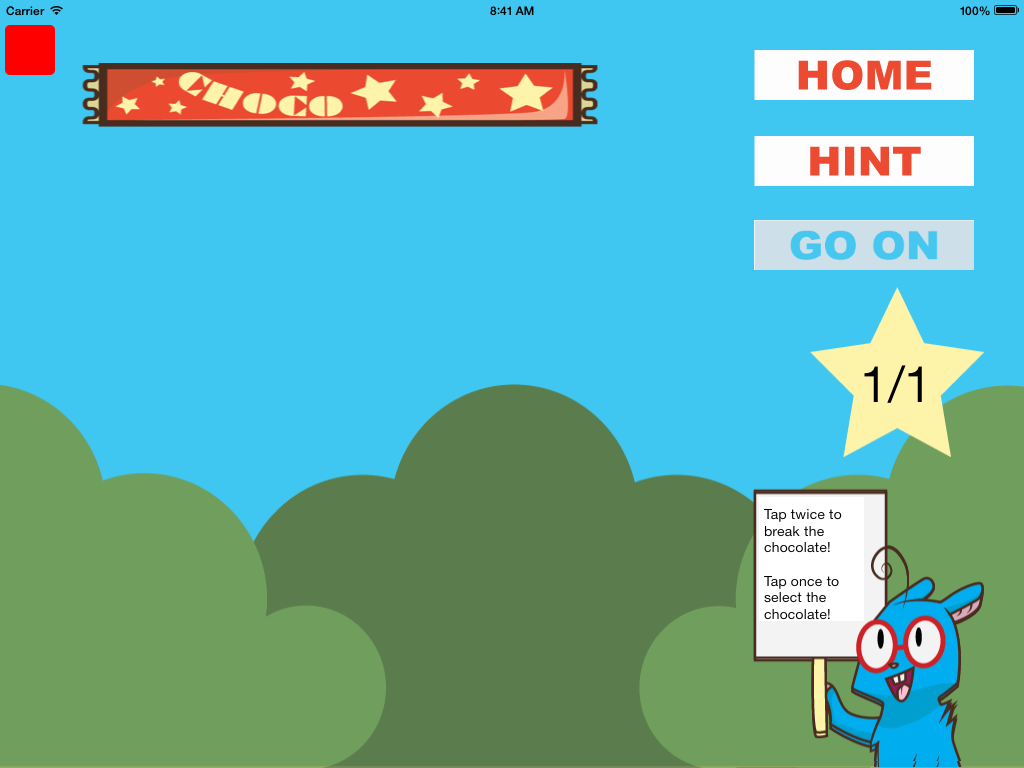 Carrier 8:41 AM 100%
CHOCO
HOME
HINT
GO ON
1/1
Tap twice to
break the
chocolate!
Tap once to
select the
chocolate!